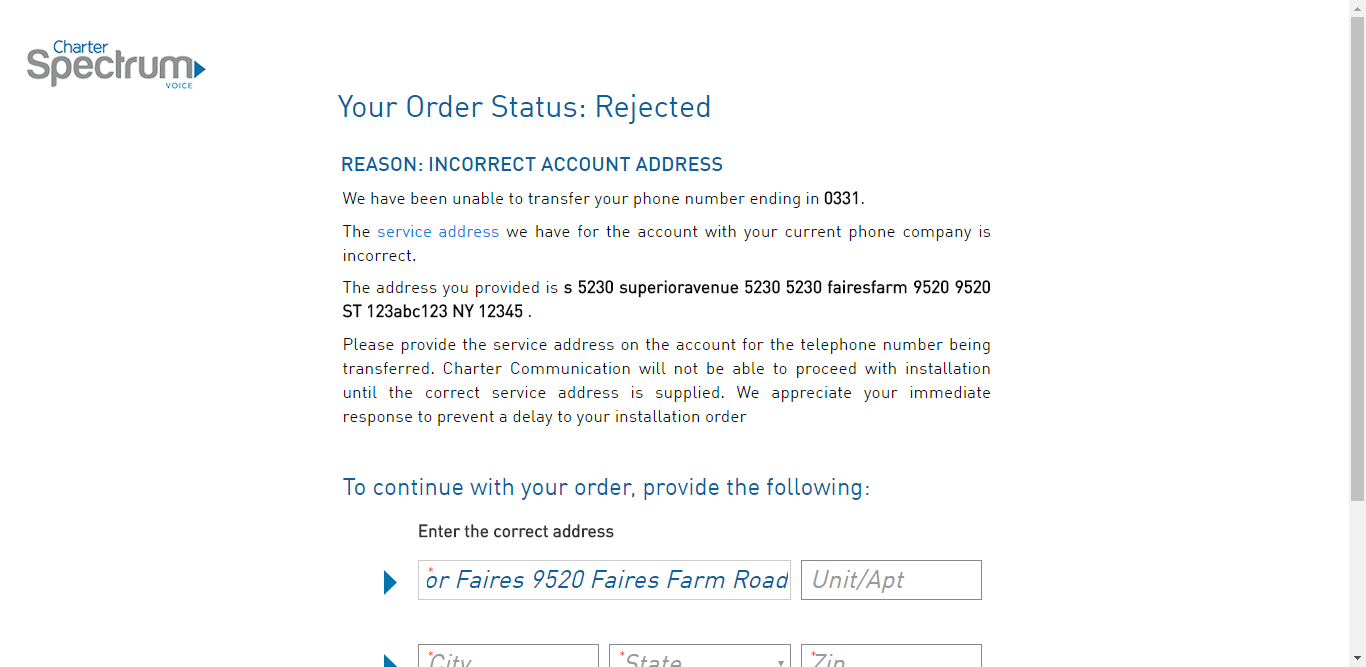 Charter
Spectrum
VOICE
Your Order Status: Rejected
REASON: INCORRECT ACCOUNT ADDRESS
We have been unable to transfer your phone number ending in 0331.
The service address we have for the account with your current phone company is
incorrect.
The address you provided is s 5230 superioravenue 5230 5230 fairesfarm 9520 9520
ST 123abc123 NY 12345 .
Please provide the service address on the account for the telephone number being
transferred. Charter Communication will not be able to proceed with installation
until the correct service address is supplied. We appreciate your immediate
response to prevent a delay to your installation order
To continue with your order, provide the following:
Enter the correct address
*or Faires 9520 Faires Farm Road Unit/Apt
*City *State *Zip